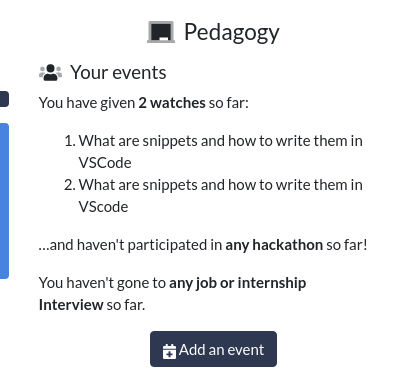 Pedagogy
Your events
You have given 2 watches so far:
1. What are snippets and how to write them in
VSCode
2. What are snippets and how to write them in
VScode
...and haven't participated in any hackathon so far!
You haven't gone to any job or internship
Interview so far.
Add an event